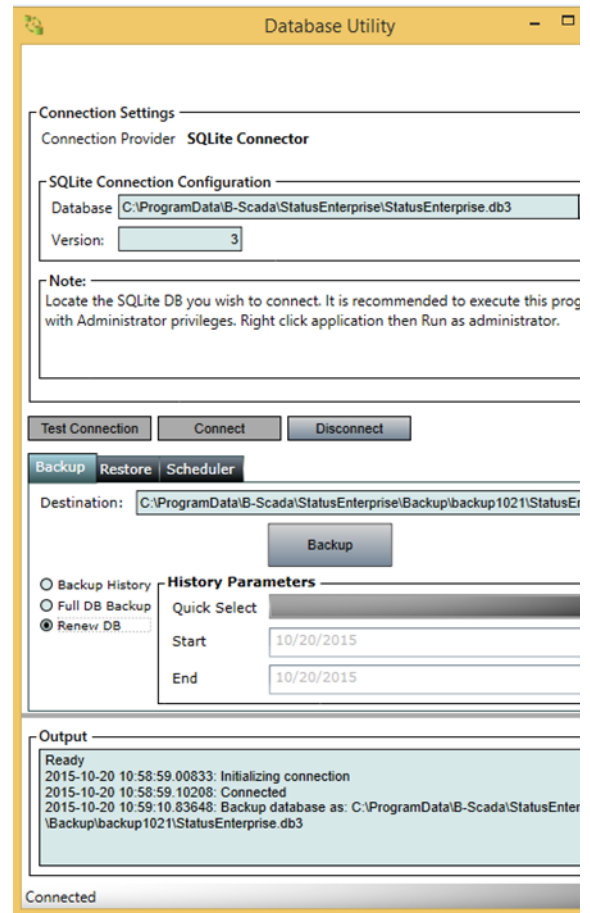 Database Utility
Connection Settings
Connection Provider SQLite Connector
SQLite Connection Configuration
Database C:\ProgramData\B-Scada\StatusEnterprise\StatusEnterprise.db3
Version: 3
Note:
Locate the SQLite DB you wish to connect. It is recommended to execute this prog
with Administrator privileges. Right click application then Run as administrator.
Test Connection Connect Disconnect
Backup Restore Scheduler
Destination: C:\ProgramData\B-Scada\StatusEnterprise\Backup\backup1021\StatusEn
Backup
Backup History
Full DB Backup
Renew DB
History Parameters
Quick Select
Start 10/20/2015
End 10/20/2015
Output
Ready
2015-10-20 10:58:59.00833: Initializing connection
2015-10-20 10:58:59.10208: Connected
2015-10-20 10:59:10.83648: Backup database as: C:\ProgramData\B-Scada\StatusEnter
\Backup\backup1021\StatusEnterprise.db3
Connected